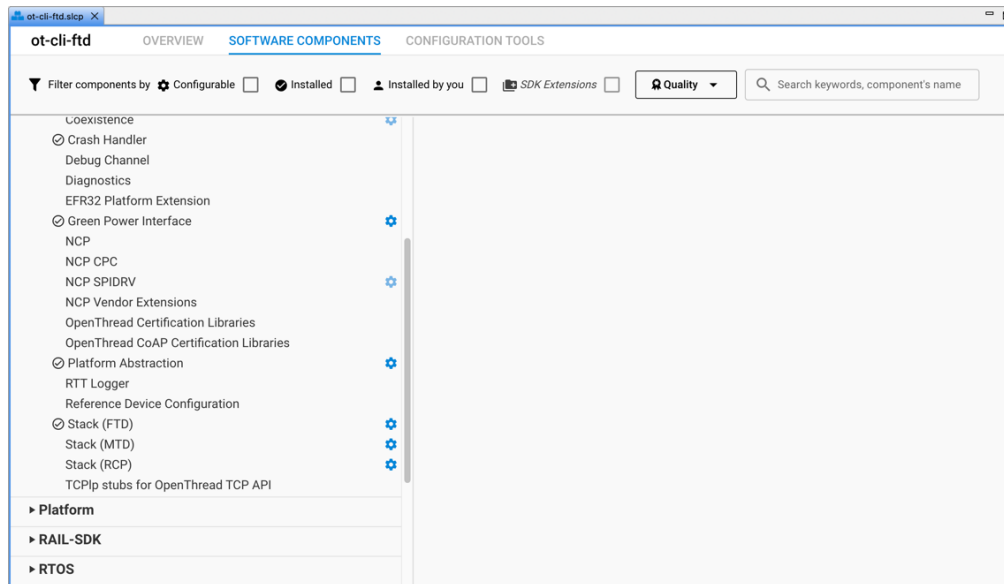 ot-cli-ftd.slcp
ot-cli-ftd OVERVIEW SOFTWARE COMPONENTS CONFIGURATION TOOLS
Filter components by Configurable Installed Installed by you SDK Extensions Quality Search keywords, component's name
Coexistence
Crash Handler
Debug Channel
Diagnostics
EFR32 Platform Extension
Green Power Interface
NCP
NCP CPC
NCP SPIDRV
NCP Vendor Extensions
OpenThread Certification Libraries
OpenThread CoAP Certification Libraries
Platform Abstraction
RTT Logger
Reference Device Configuration
Stack (FTD)
Stack (MTD)
Stack (RCP)
TCPlp stubs for OpenThread TCP API
Platform
RAIL-SDK
RTOS